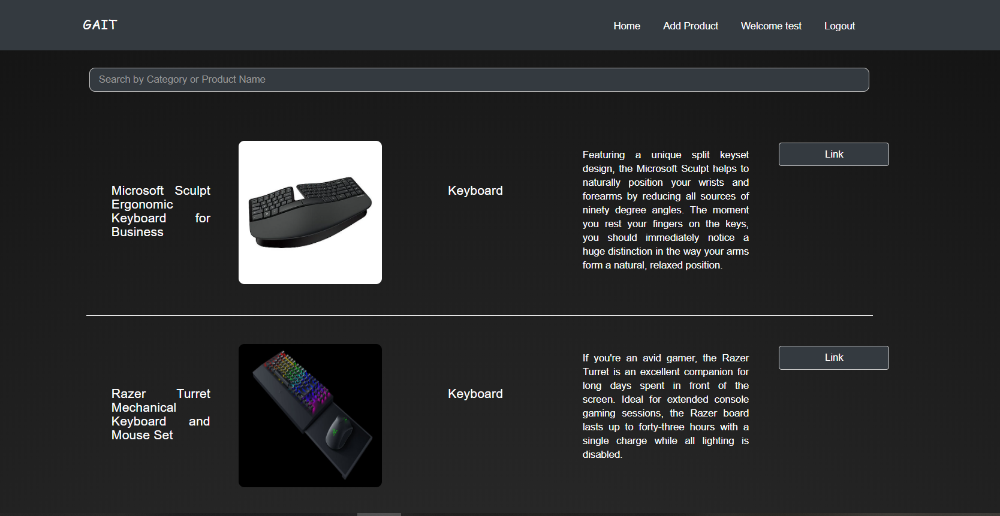 GAIT
Home
Add Product
Welcome test
Logout
Search by Category or Product Name
Microsoft Sculpt
Ergonomic
Keyboard for
Business
Keyboard
Featuring a unique split keyset
design, the Microsoft Sculpt helps to
naturally position your wrists and
forearms by reducing all sources of
ninety degree angles. The moment
you rest your fingers on the keys,
you should immediately notice a
huge distinction in the way your arms
form a natural, relaxed position.
Link
Razer Turret
Mechanical
Keyboard and
Mouse Set
Keyboard
If you're an avid gamer, the Razer
Turret is an excellent companion for
long days spent in front of the
screen. Ideal for extended console
gaming sessions, the Razer board
lasts up to forty-three hours with a
single charge while all lighting is
disabled.
Link